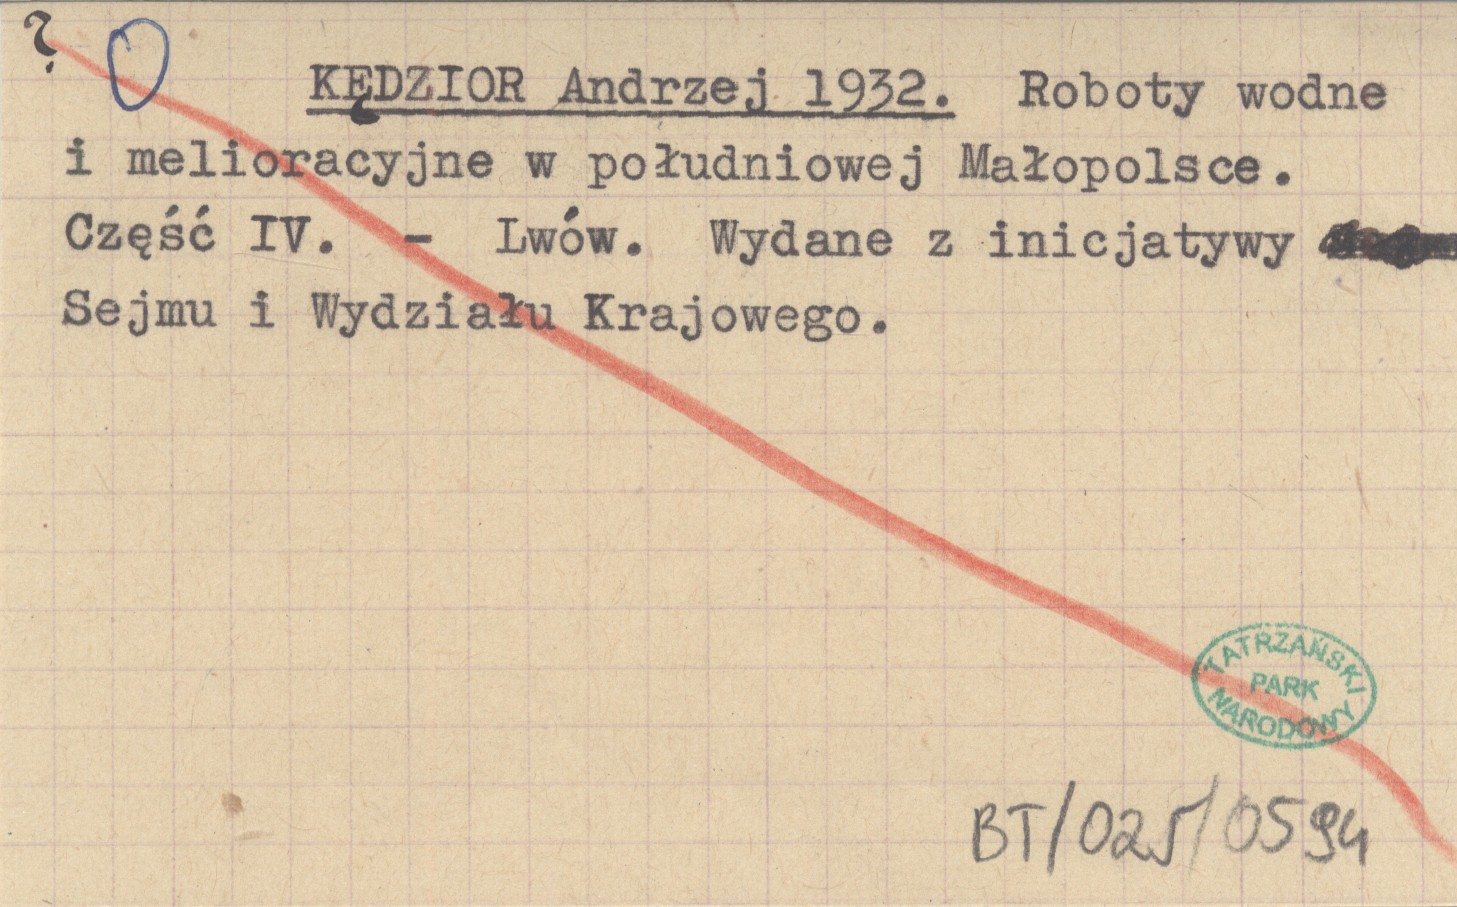 ?
KĘDZIOR Andrzej 1932. Roboty wodne
i melioracyjne w południowej Małopolsce.
Część IV. - Lwów. Wydane z inicjatywy
Sejmu i Wydziału Krajowego.
TATRZAŃSKI
PARK
NARODOWY
BT/025/0594